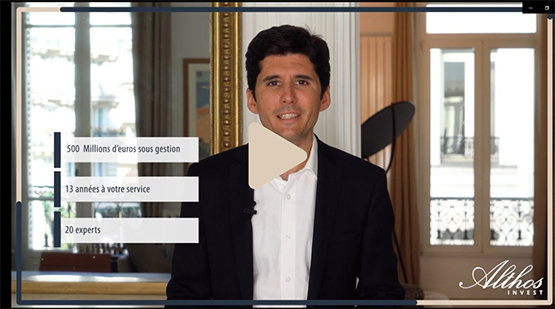 500 Millions d'euros sous gestion
13 années à votre service
20 experts
Althos
INVEST